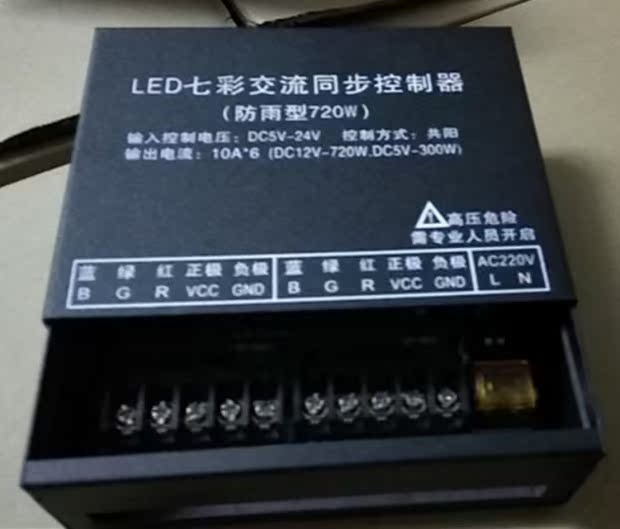 LED七彩交流同步控制器
(防雨型720W)
输入控制电压: DC5V-24V 控制方式: 共阳
输出电流: 10A*6 (DC12V-720W.DC5V-300W)
高压危险
需专业人员开启
蓝 绿 红 正极 负极 蓝 绿 红 正极 负极 AC220V
B G R VCC GND B G R VCC GND L N